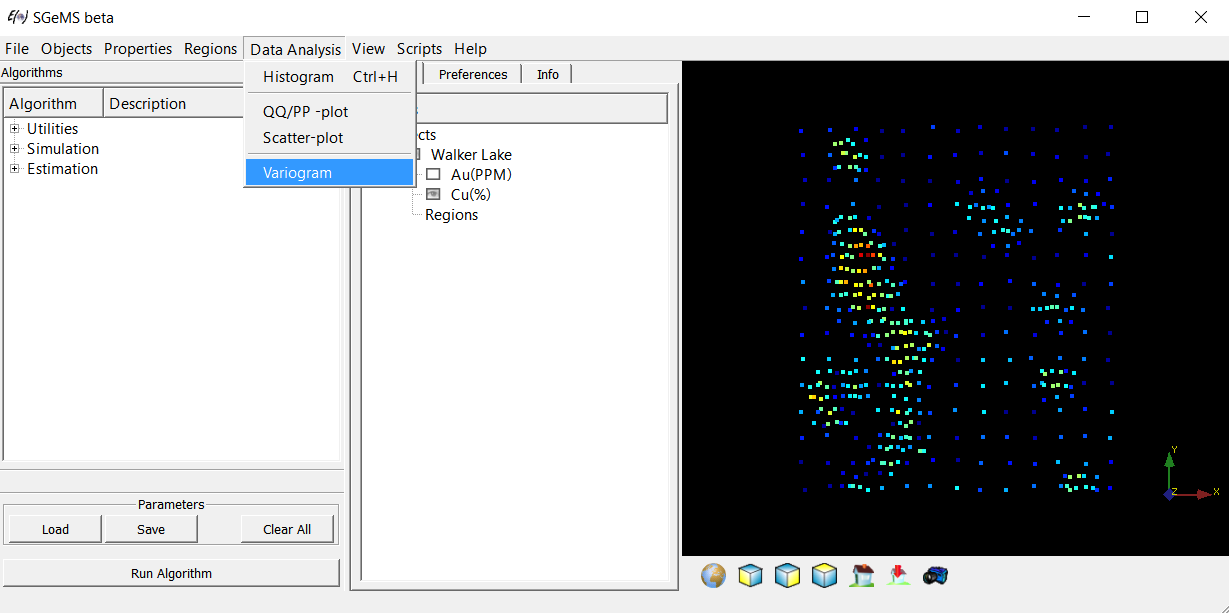 SGeMS beta
File Objects Properties Regions Data Analysis View Scripts Help
Algorithms
Histogram Ctrl+H
Preferences Info
Algorithm Description
QQ/PP -plot
Utilities
Scatter-plot
Simulation
Walker Lake
Estimation
Variogram
Au(PPM)
Cu(%)
Regions
Y
Z X
Parameters
Load Save Clear All
Run Algorithm